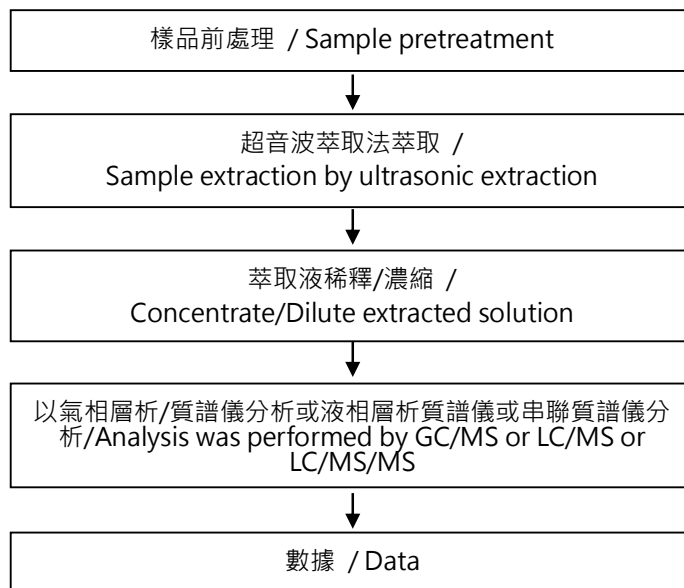 樣品前處理 / Sample pretreatment
超音波萃取法萃取 /
Sample extraction by ultrasonic extraction
萃取液稀釋/濃縮 /
Concentrate/Dilute extracted solution
以氣相層析/質譜儀分析或液相層析質譜儀或串聯質譜儀分
析/Analysis was performed by GC/MS or LC/MS or
LC/MS/MS
數據 / Data